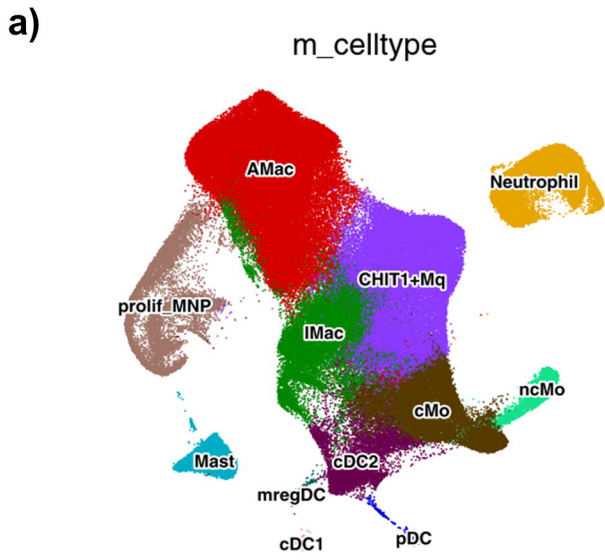 a)
m_celltype
AMac
Neutrophil
CHIT1+Mq
prolif_MNP
IMac
ncMo
cMo
Mast
cDC2
mregDC
cDC1
pDC